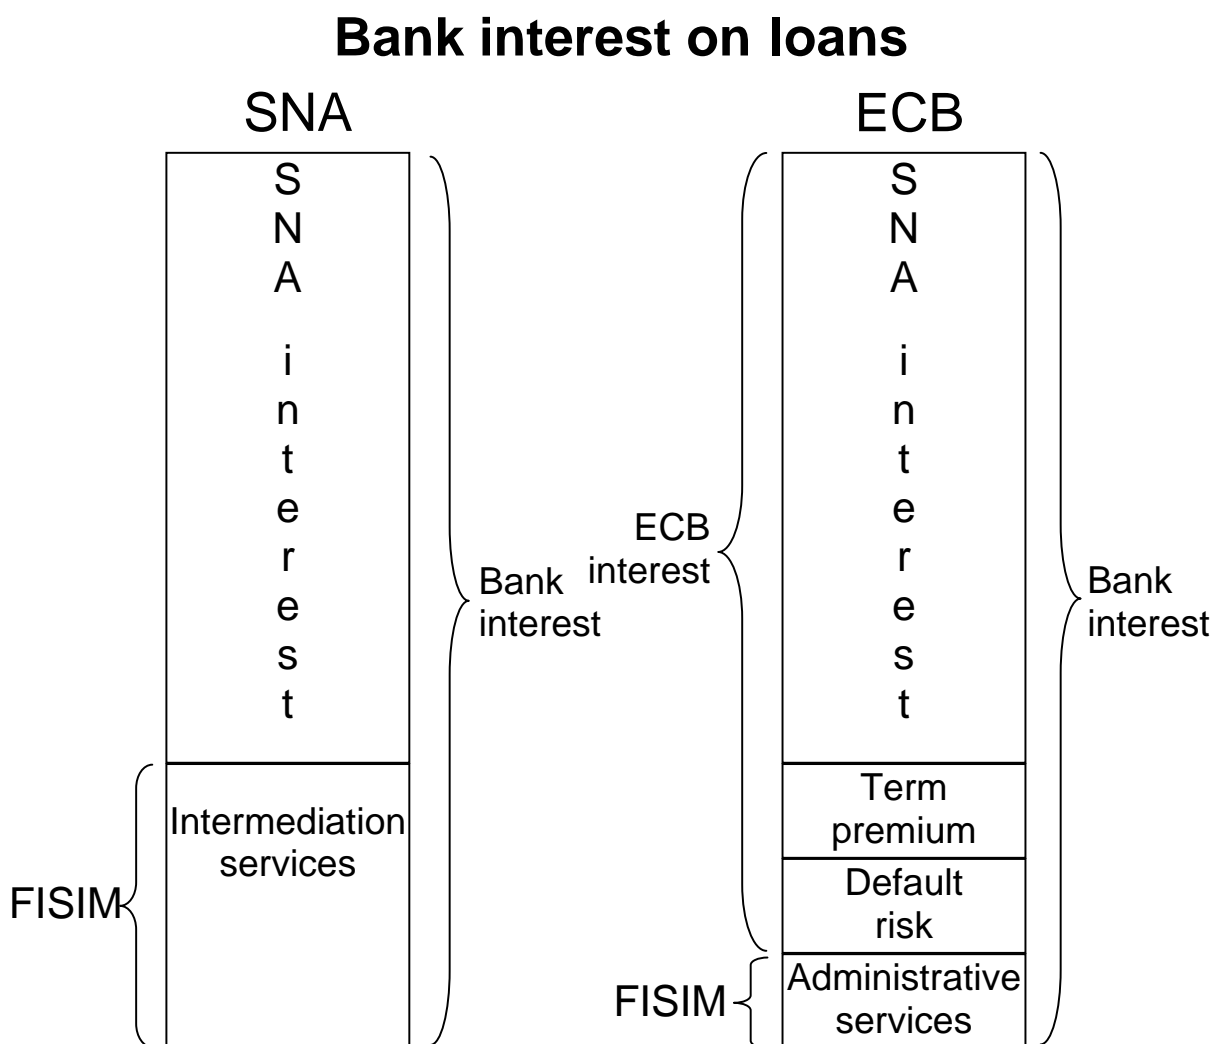 Bank interest on loans
SNA
S
N
A
i
n
t
e
r
e
s
t
Bank
interest
Intermediation
services
FISIM
ECB
S
N
A
i
n
t
e
r
e
s
t
ECB
interest
Bank
interest
Term
premium
Default
risk
Administrative
services
FISIM